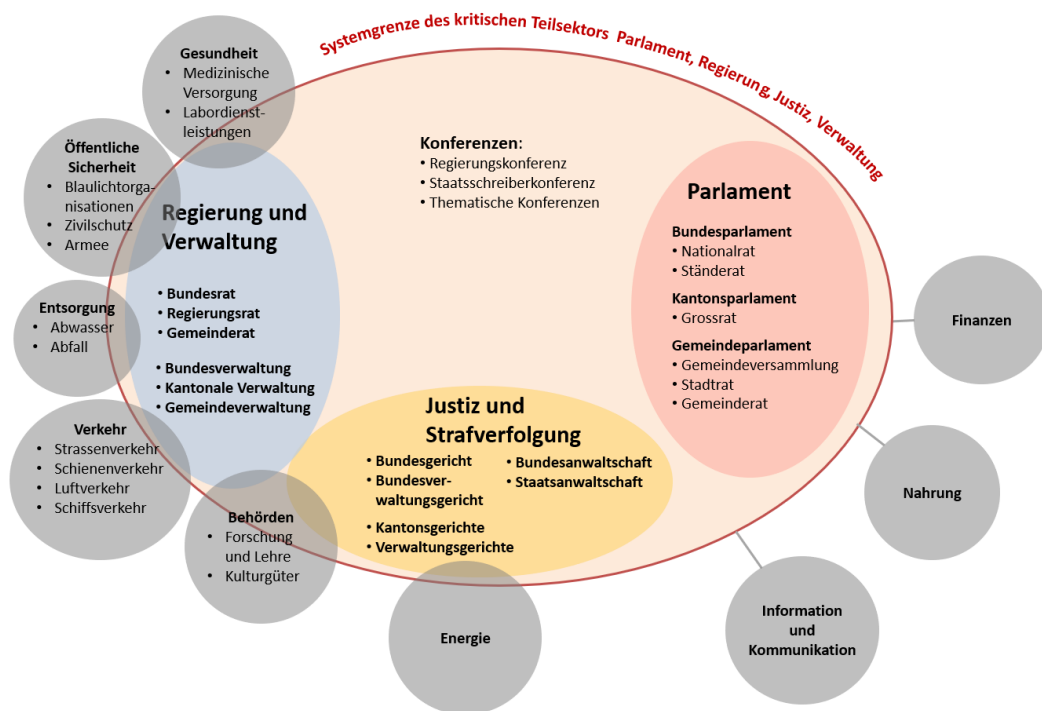 Systemgrenze des kritischen Teilsektors Parlament, Regierung, Justiz, Verwaltung
Gesundheit
• Medizinische
Versorgung
• Labordienst-
leistungen
Öffentliche
Sicherheit
• Blaulichtorga-
nisationen
• Zivilschutz
• Armee
Entsorgung
• Abwasser
• Abfall
Verkehr
• Strassenverkehr
• Schienenverkehr
• Luftverkehr
• Schiffsverkehr
Behörden
• Forschung
und Lehre
• Kulturgüter
Regierung und
Verwaltung
• Bundesrat
• Regierungsrat
• Gemeinderat
• Bundesverwaltung
• Kantonale Verwaltung
• Gemeindeverwaltung
Konferenzen:
• Regierungskonferenz
• Staatsschreiberkonferenz
• Thematische Konferenzen
Justiz und
Strafverfolgung
• Bundesgericht
• Bundesver-
waltungsgericht
• Kantonsgerichte
• Verwaltungsgerichte
• Bundesanwaltschaft
• Staatsanwaltschaft
Parlament
Bundesparlament
• Nationalrat
• Ständerat
Kantonsparlament
• Grossrat
Gemeindeparlament
• Gemeindeversammlung
• Stadtrat
• Gemeinderat
Finanzen
Nahrung
Information
und
Kommunikation
Energie